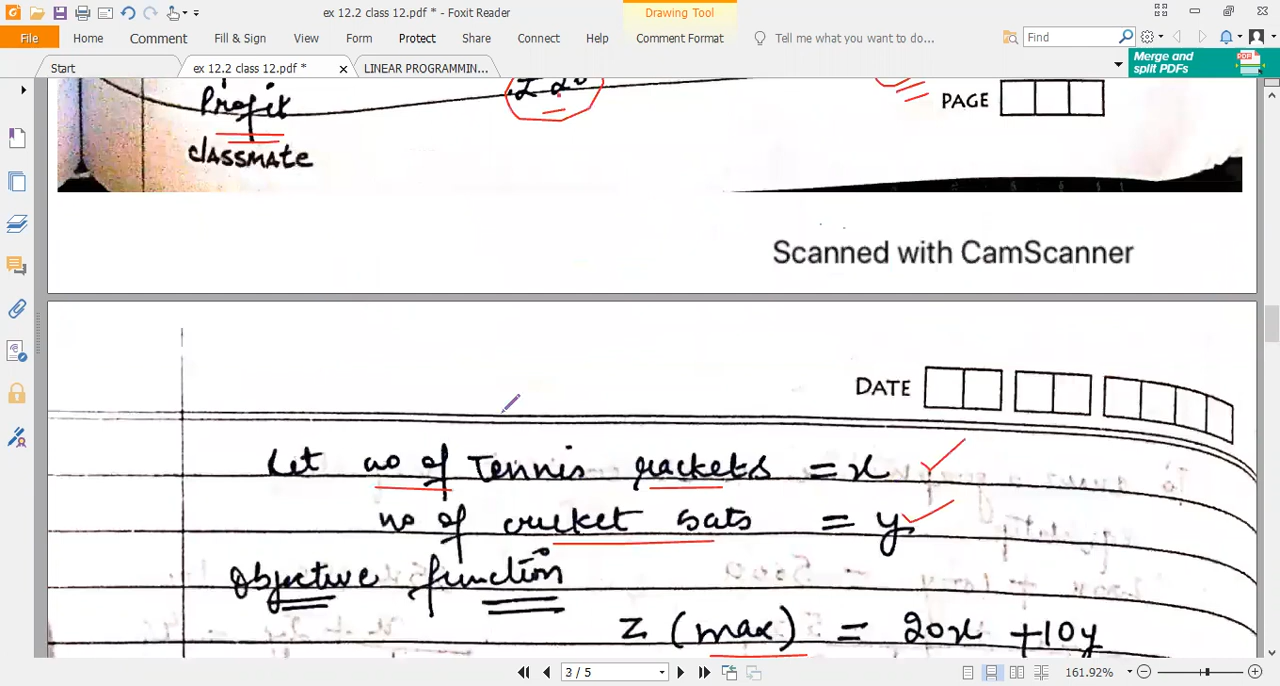 ex 12.2 class 12.pdf * - Foxit Reader
Drawing Tool
File Home Comment Fill & Sign View Form Protect Share Connect Help Comment Format Tell me what you want to do... Find
Start ex 12.2 class 12.pdf * LINEAR PROGRAMMIN...
Merge and
split PDFs
PDF
Profit
PAGE
classmate
Scanned with CamScanner
DATE
Let no of Tennis rackets = x
no of cricket bats = y
Objective function
Z (max) = 20x + 10y
3 / 5
161.92%